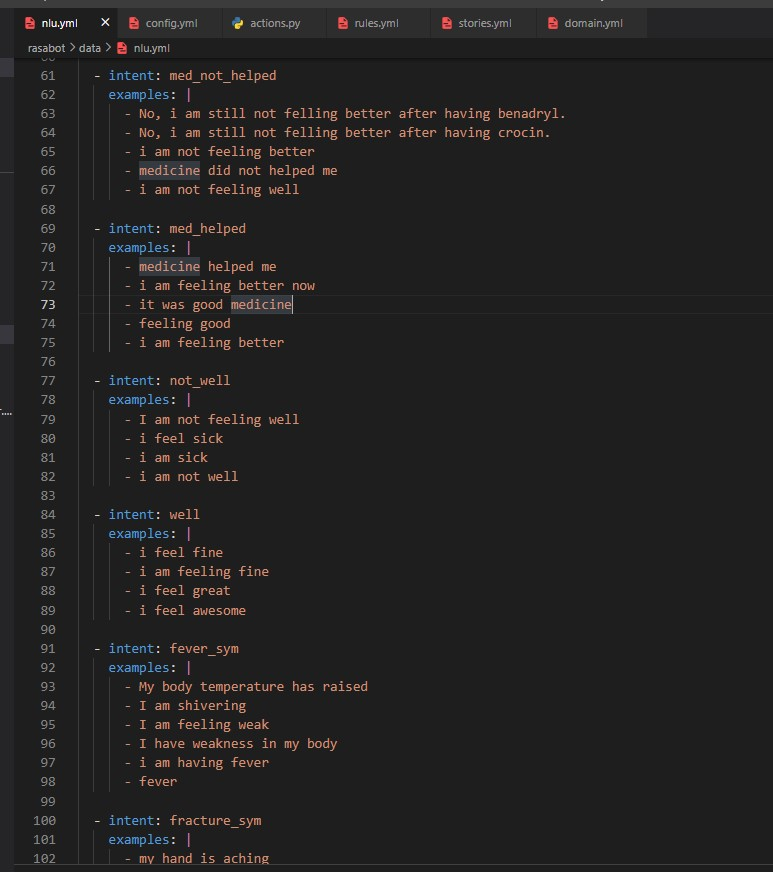 nlu.yml
config.yml
actions.py
rules.yml
stories.yml
domain.yml
rasabot > data > nlu.yml
61 - intent: med_not_helped
62 examples: |
63 - No, i am still not felling better after having benadryl.
64 - No, i am still not felling better after having crocin.
65 - i am not feeling better
66 - medicine did not helped me
67 - i am not feeling well
68
69 - intent: med_helped
70 examples: |
71 - medicine helped me
72 - i am feeling better now
73 - it was good medicine
74 - feeling good
75 - i am feeling better
76
77 - intent: not_well
78 examples: |
79 - I am not feeling well
80 - i feel sick
81 - i am sick
82 - i am not well
83
84 - intent: well
85 examples: |
86 - i feel fine
87 - i am feeling fine
88 - i feel great
89 - i feel awesome
90
91 - intent: fever_sym
92 examples: |
93 - My body temperature has raised
94 - I am shivering
95 - I am feeling weak
96 - I have weakness in my body
97 - i am having fever
98 - fever
99
100 - intent: fracture_sym
101 examples: |
102 - my hand is aching